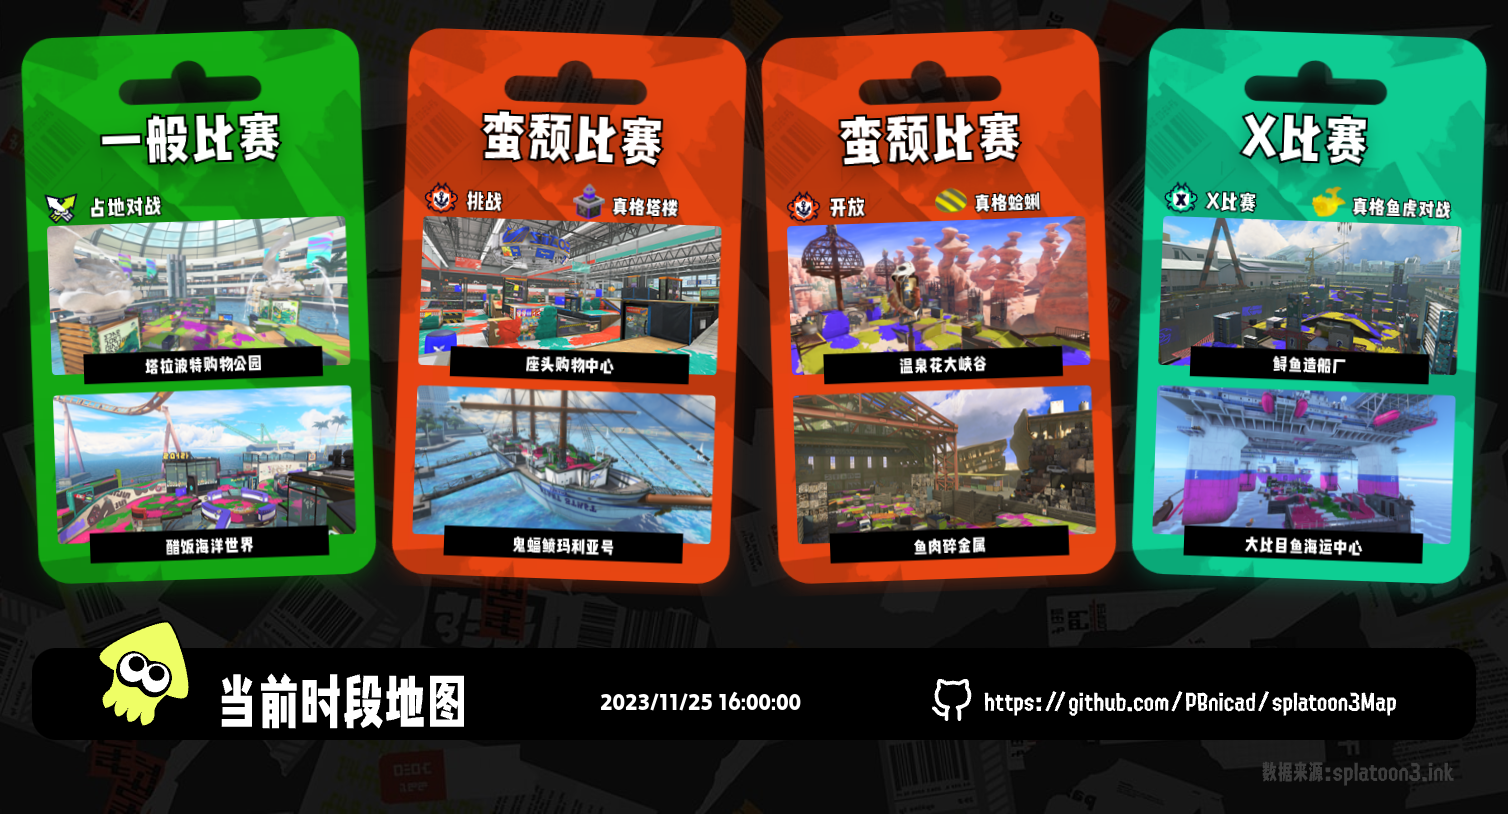 一般比赛
占地对战
塔拉波特购物公园
醋饭海洋世界
蛮颓比赛
挑战
真格塔楼
座头购物中心
鬼蝠鲼玛利亚号
蛮颓比赛
开放
真格蛤蜊
温泉花大峡谷
鱼肉碎金属
X比赛
X比赛
真格鱼虎对战
鲟鱼造船厂
大比目鱼海运中心
当前时段地图
2023/11/25 16:00:00
https://github.com/PBnicad/splatoon3Map
数据来源:splatoon3.ink